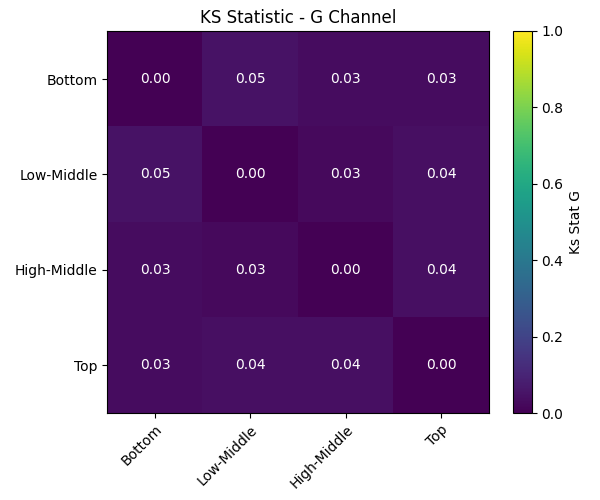 KS Statistic - G Channel
Bottom 0.00 0.05 0.03 0.03
Low-Middle 0.05 0.00 0.03 0.04
High-Middle 0.03 0.03 0.00 0.04
Top 0.03 0.04 0.04 0.00
Bottom Low-Middle High-Middle Top
1.0
0.8
0.6
0.4
0.2
0.0
Ks Stat G